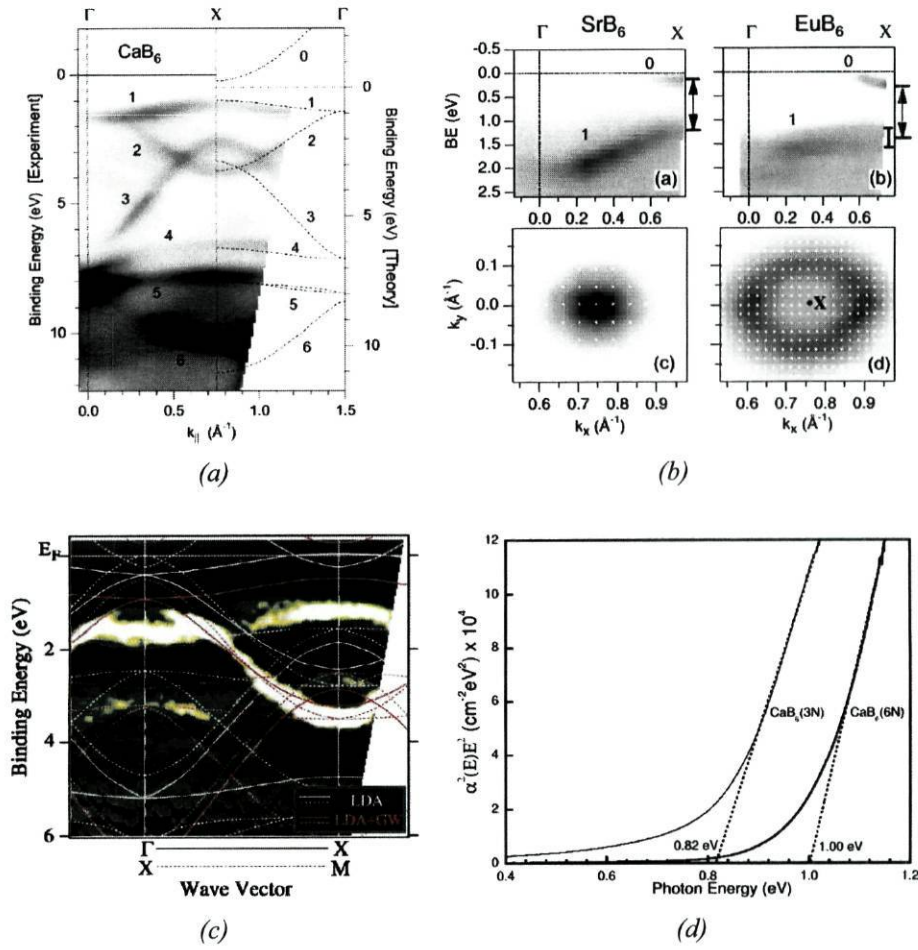 Γ X Γ
CaB6
0
1
2
3
4
5
6
0
5
10
0
5
10
Binding Energy (eV) [Experiment]
Binding Energy (eV) [Theory]
1
2
3
4
5
6
0.0 0.5 1.0 1.5
k|| (Å-1)
(a)
(b) SrB6 EuB6
Γ X Γ X
-0.5
0.0
0.5
1.0
1.5
2.0
2.5
BE (eV)
0
1
(a)
0
1
(b)
0.0 0.2 0.4 0.6
0.0 0.2 0.4 0.6
0.1
0.0
-0.1
ky (Å-1)
(c)
X
(d)
0.6 0.7 0.8 0.9
0.6 0.7 0.8 0.9
kx (Å-1)
kx (Å-1)
(b)
EF
2
4
6
Binding Energy (eV)
LDA
LDA+GW
Γ X
X M
Wave Vector
(c)
12
10
8
6
4
2
0
α2(E)E2 (cm-2eV2) x 104
CaB6(3N)
CaB6(6N)
0.82 eV
1.00 eV
0.4 0.6 0.8 1.0 1.2
Photon Energy (eV)
(d)